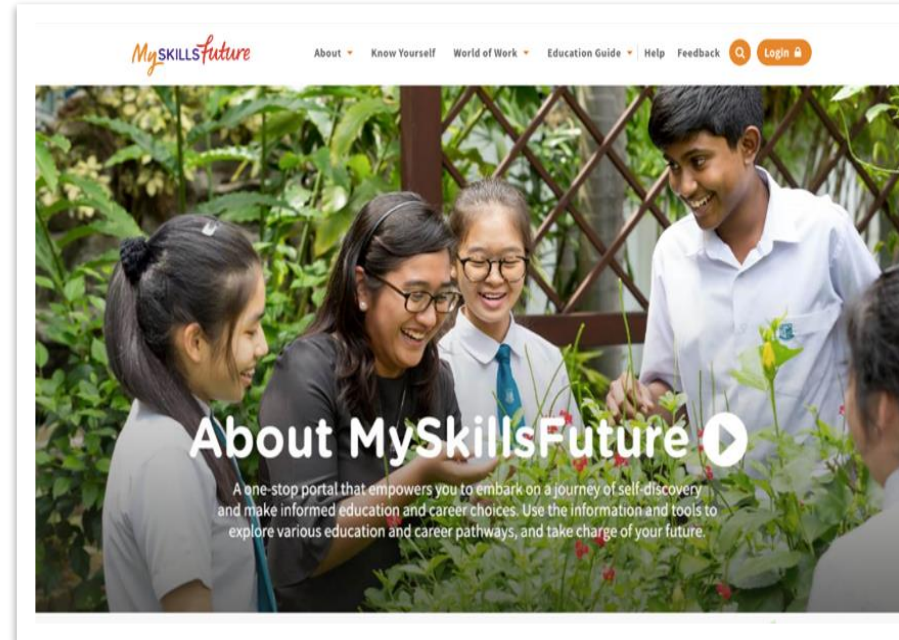 MySKILLSfuture
About Know Yourself World of Work Education Guide Help Feedback Login
About MySkillsFuture
A one-stop portal that empowers you to embark on a journey of self-discovery
and make informed education and career choices. Use the information and tools to
explore various education and career pathways, and take charge of your future.